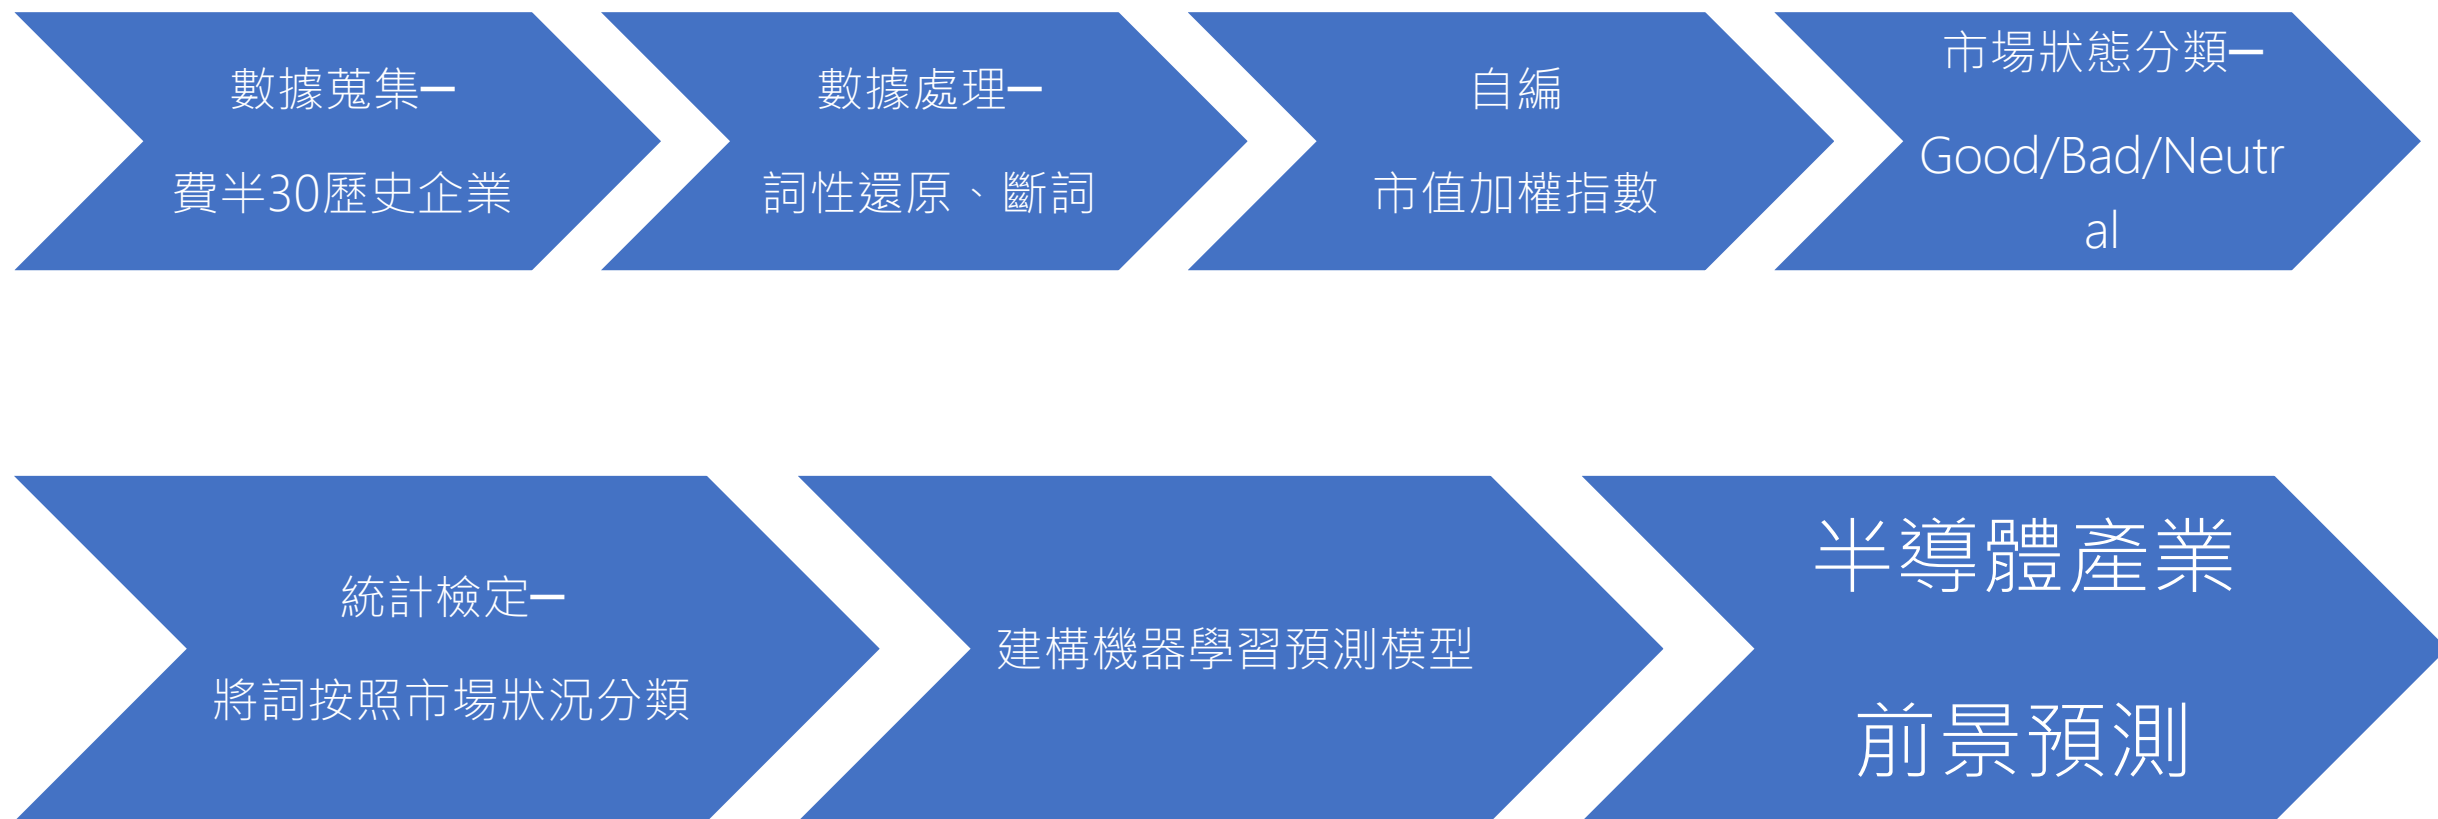 數據蒐集─
費半30歷史企業
數據處理─
詞性還原、斷詞
自編
市值加權指數
市場狀態分類─
Good/Bad/Neutr
al
統計檢定─
將詞按照市場狀況分類
建構機器學習預測模型
半導體產業
前景預測